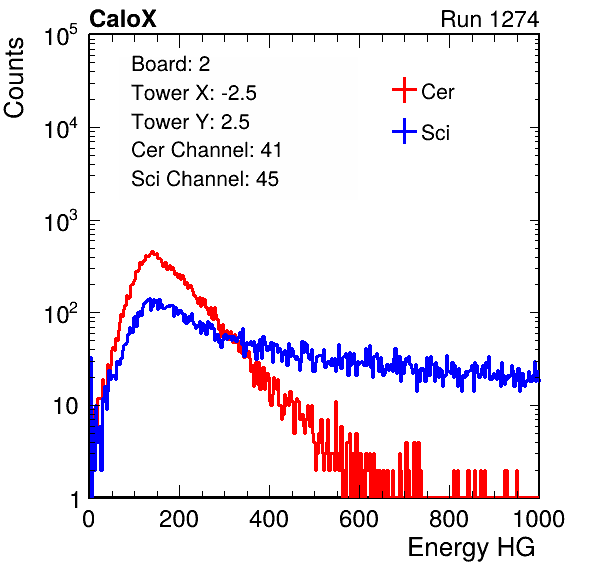 CaloX Run 1274
Counts
Board: 2
Tower X: -2.5
Tower Y: 2.5
Cer Channel: 41
Sci Channel: 45
Cer
Sci
10^5
10^4
10^3
10^2
10
1
0 200 400 600 800 1000
Energy HG